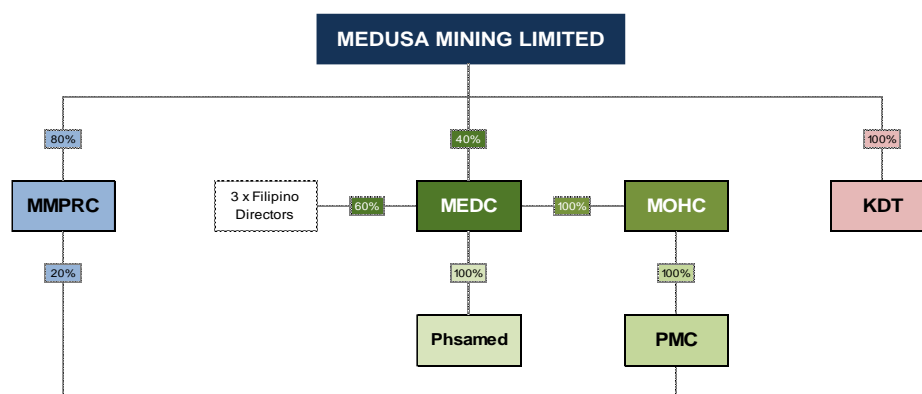 MEDUSA MINING LIMITED
80%
40%
100%
MMPRC
3 x Filipino
Directors
60%
MEDC
100%
MOHC
KDT
20%
100%
100%
Phsamed
PMC